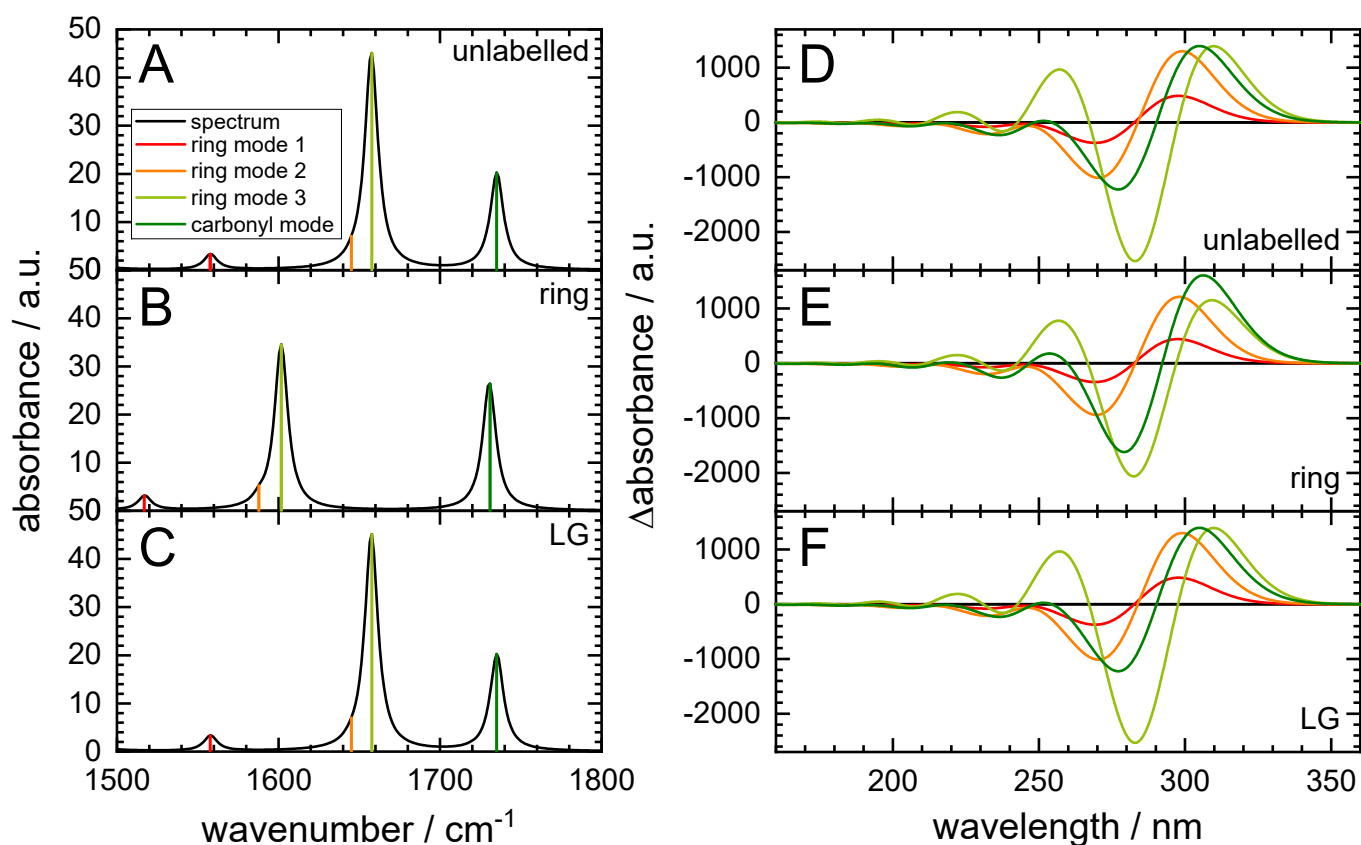 A
unlabelled
spectrum
ring mode 1
ring mode 2
ring mode 3
carbonyl mode
50
40
30
20
10
B
ring
50
40
30
20
10
C
LG
50
40
30
20
10
0
1500
1600
1700
1800
absorbance / a.u.
wavenumber / cm-1
D
unlabelled
1000
0
-1000
-2000
E
ring
1000
0
-1000
-2000
F
LG
1000
0
-1000
-2000
200
250
300
350
Δabsorbance / a.u.
wavelength / nm